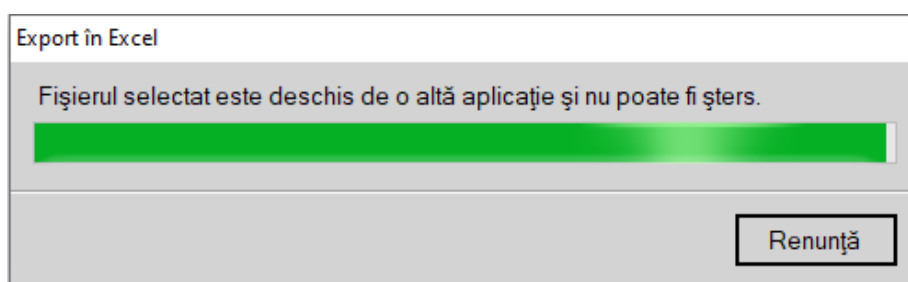 Export în Excel
Fişierul selectat este deschis de o altă aplicaţie şi nu poate fi şters.
Renunţă